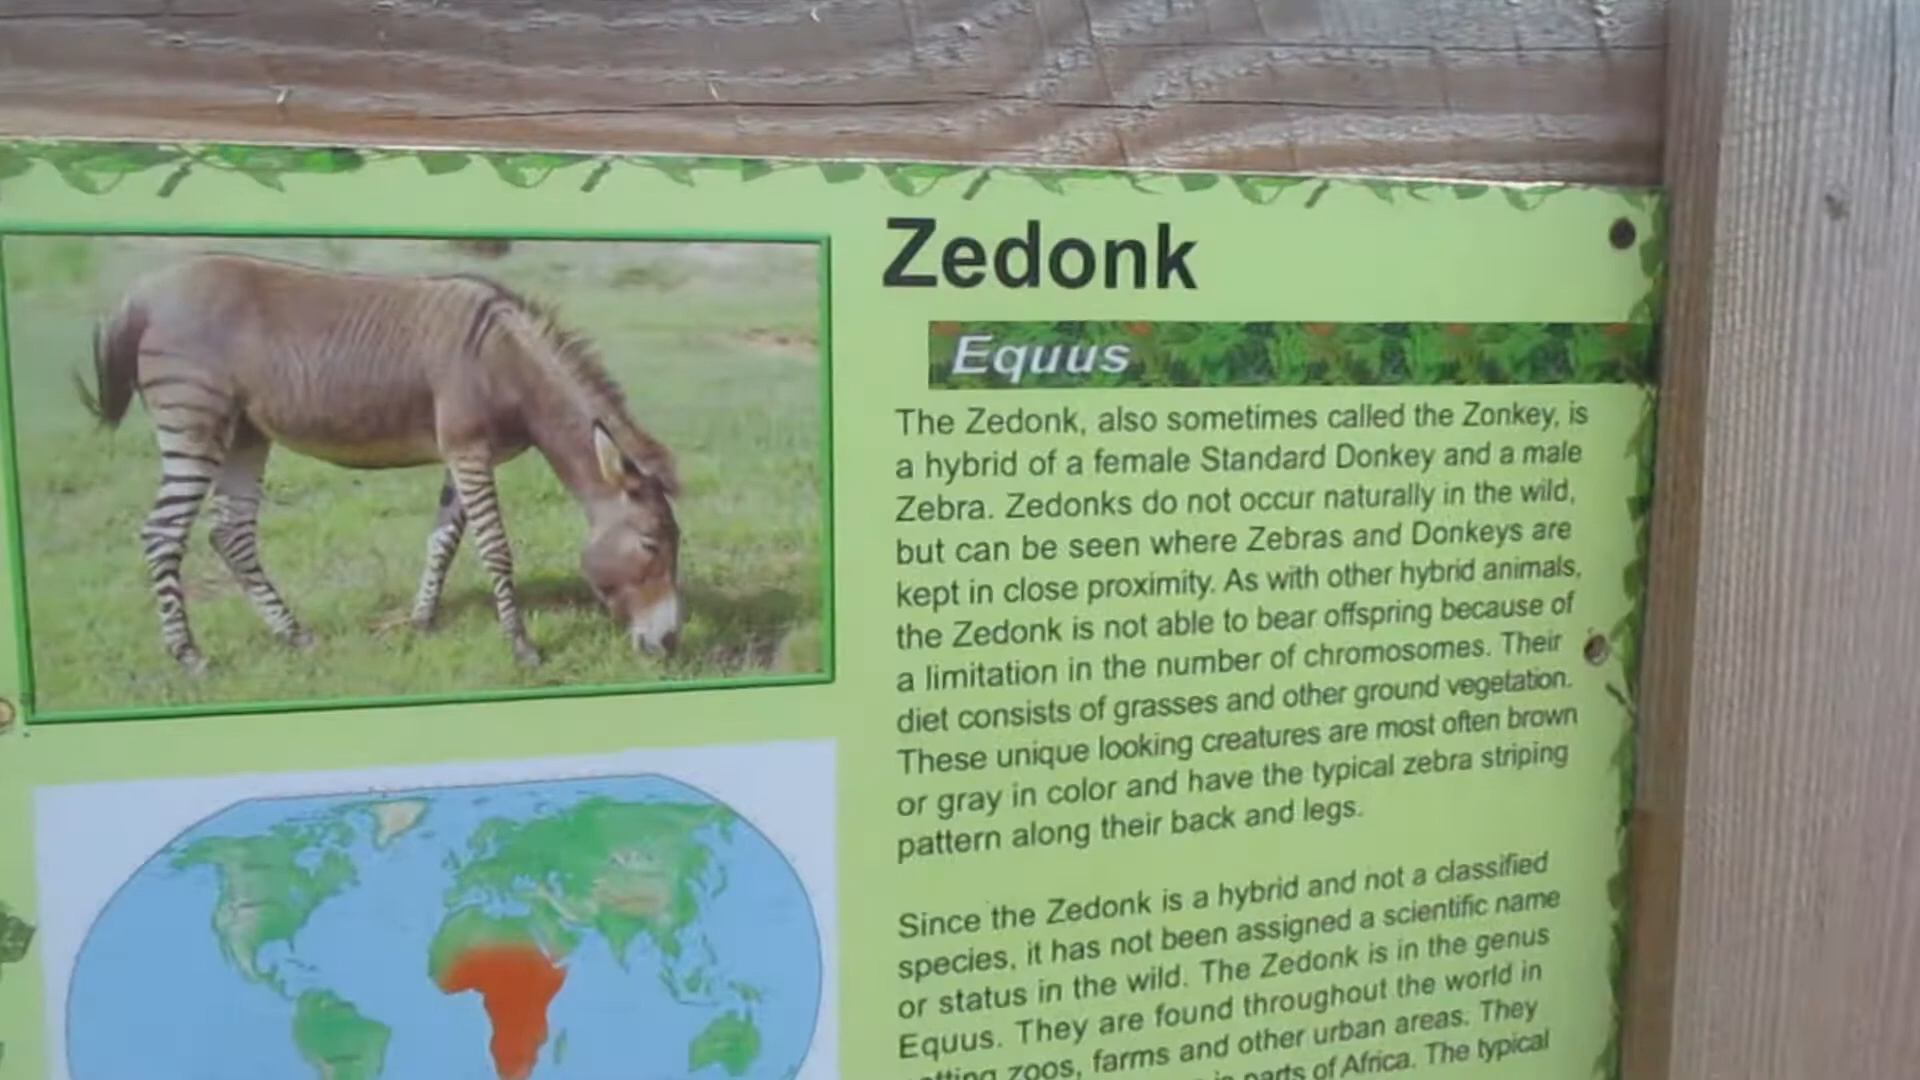 Zedonk
Equus
The Zedonk, also sometimes called the Zonkey, is
a hybrid of a female Standard Donkey and a male
Zebra. Zedonks do not occur naturally in the wild,
but can be seen where Zebras and Donkeys are
kept in close proximity. As with other hybrid animals,
the Zedonk is not able to bear offspring because of
a limitation in the number of chromosomes. Their
diet consists of grasses and other ground vegetation.
These unique looking creatures are most often brown
or gray in color and have the typical zebra striping
pattern along their back and legs.
Since the Zedonk is a hybrid and not a classified
species, it has not been assigned a scientific name
or status in the wild. The Zedonk is in the genus
Equus. They are found throughout the world in
zoos, farms and other urban areas. They
parts of Africa. The typical